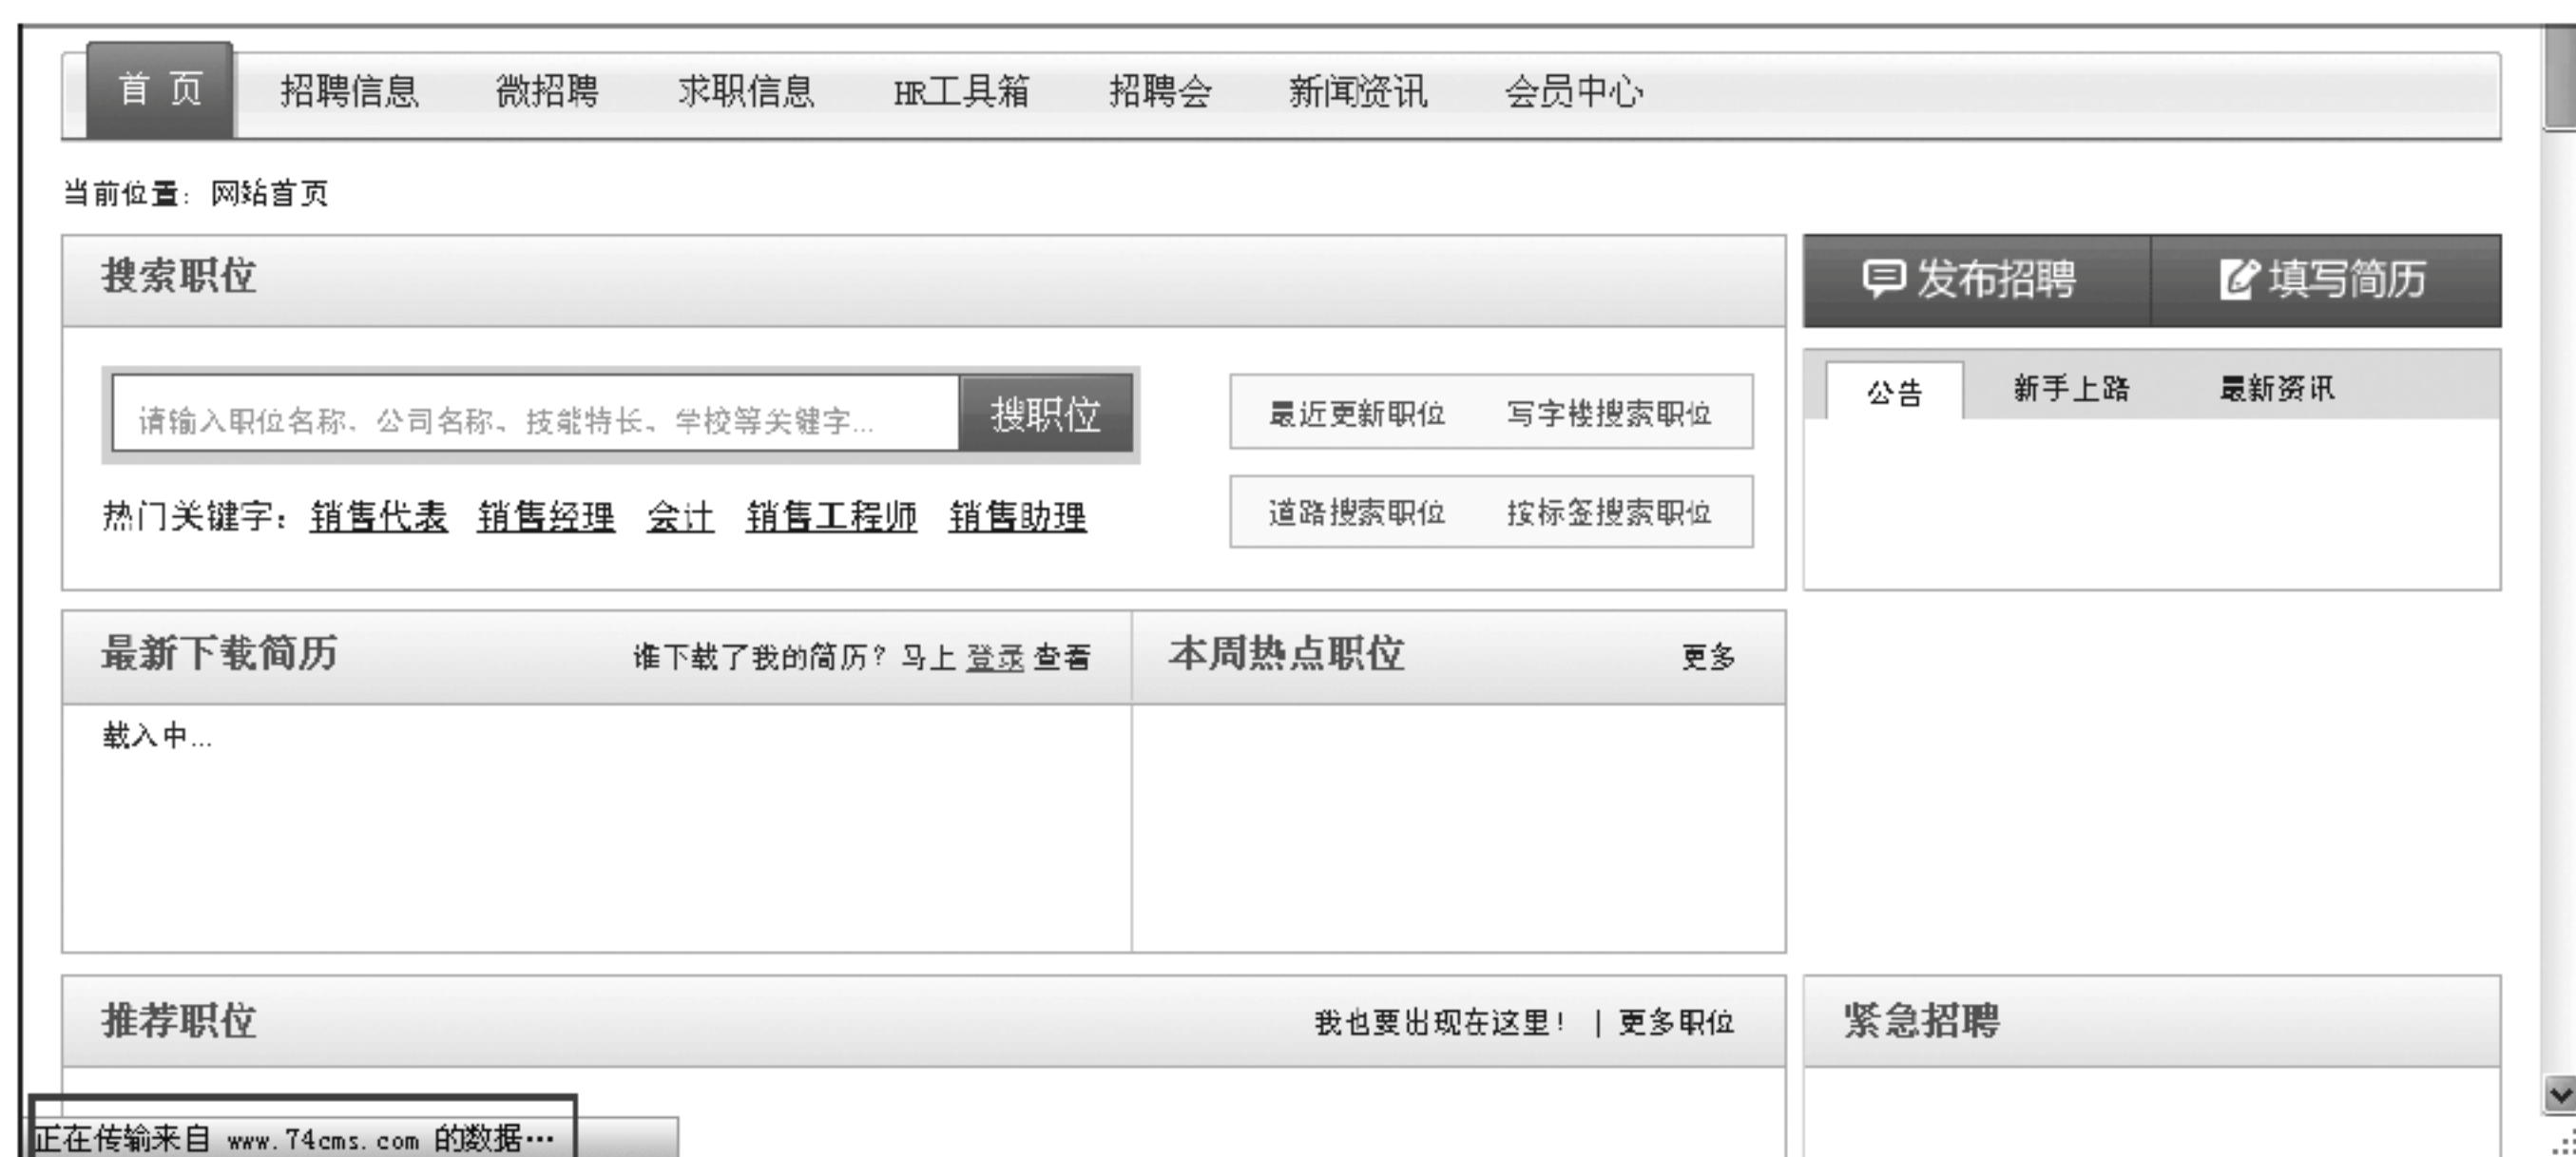 首 页 招聘信息 微招聘 求职信息 HR工具箱 招聘会 新闻资讯 会员中心
当前位置：网站首页
搜索职位
发布招聘 填写简历
请输入职位名称、公司名称、技能特长、学校等关键字... 搜职位
最近更新职位 写字楼搜索职位
公告 新手上路 最新资讯
热门关键字：销售代表 销售经理 会计 销售工程师 销售助理
道路搜索职位 按标签搜索职位
最新下载简历 谁下载了我的简历？马上 登录 查看
本周热点职位 更多
载入中...
推荐职位 我也要出现在这里！ | 更多职位
紧急招聘
正在传输来自 www.74cms.com 的数据…